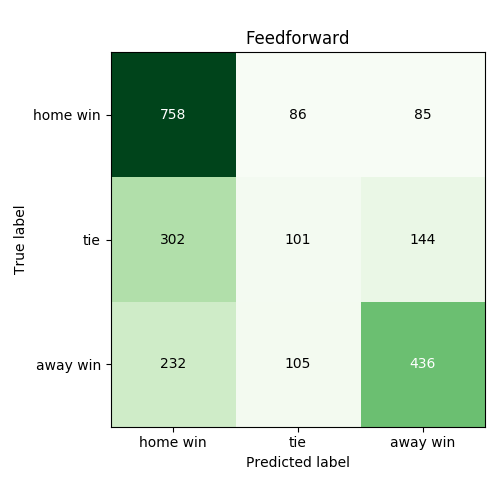 Feedforward
home win 758 86 85
tie 302 101 144
away win 232 105 436
home win tie away win
Predicted label
True label